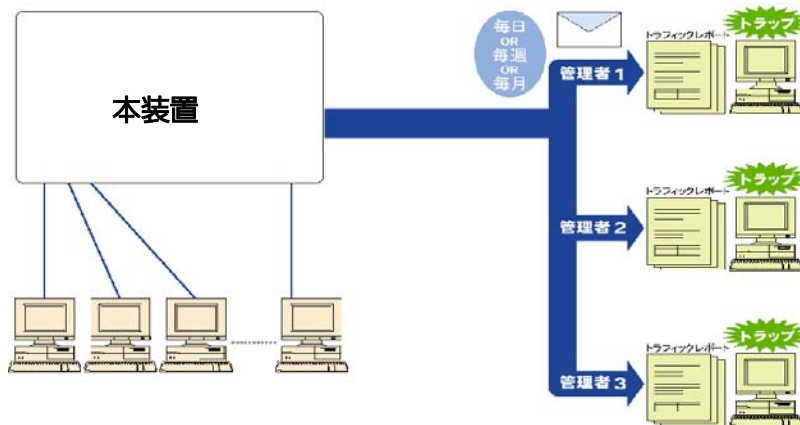 本装置
毎日
OR
毎週
OR
毎月
管理者1
トラフィックレポート
トラップ
管理者2
トラフィックレポート
トラップ
管理者3
トラフィックレポート
トラップ